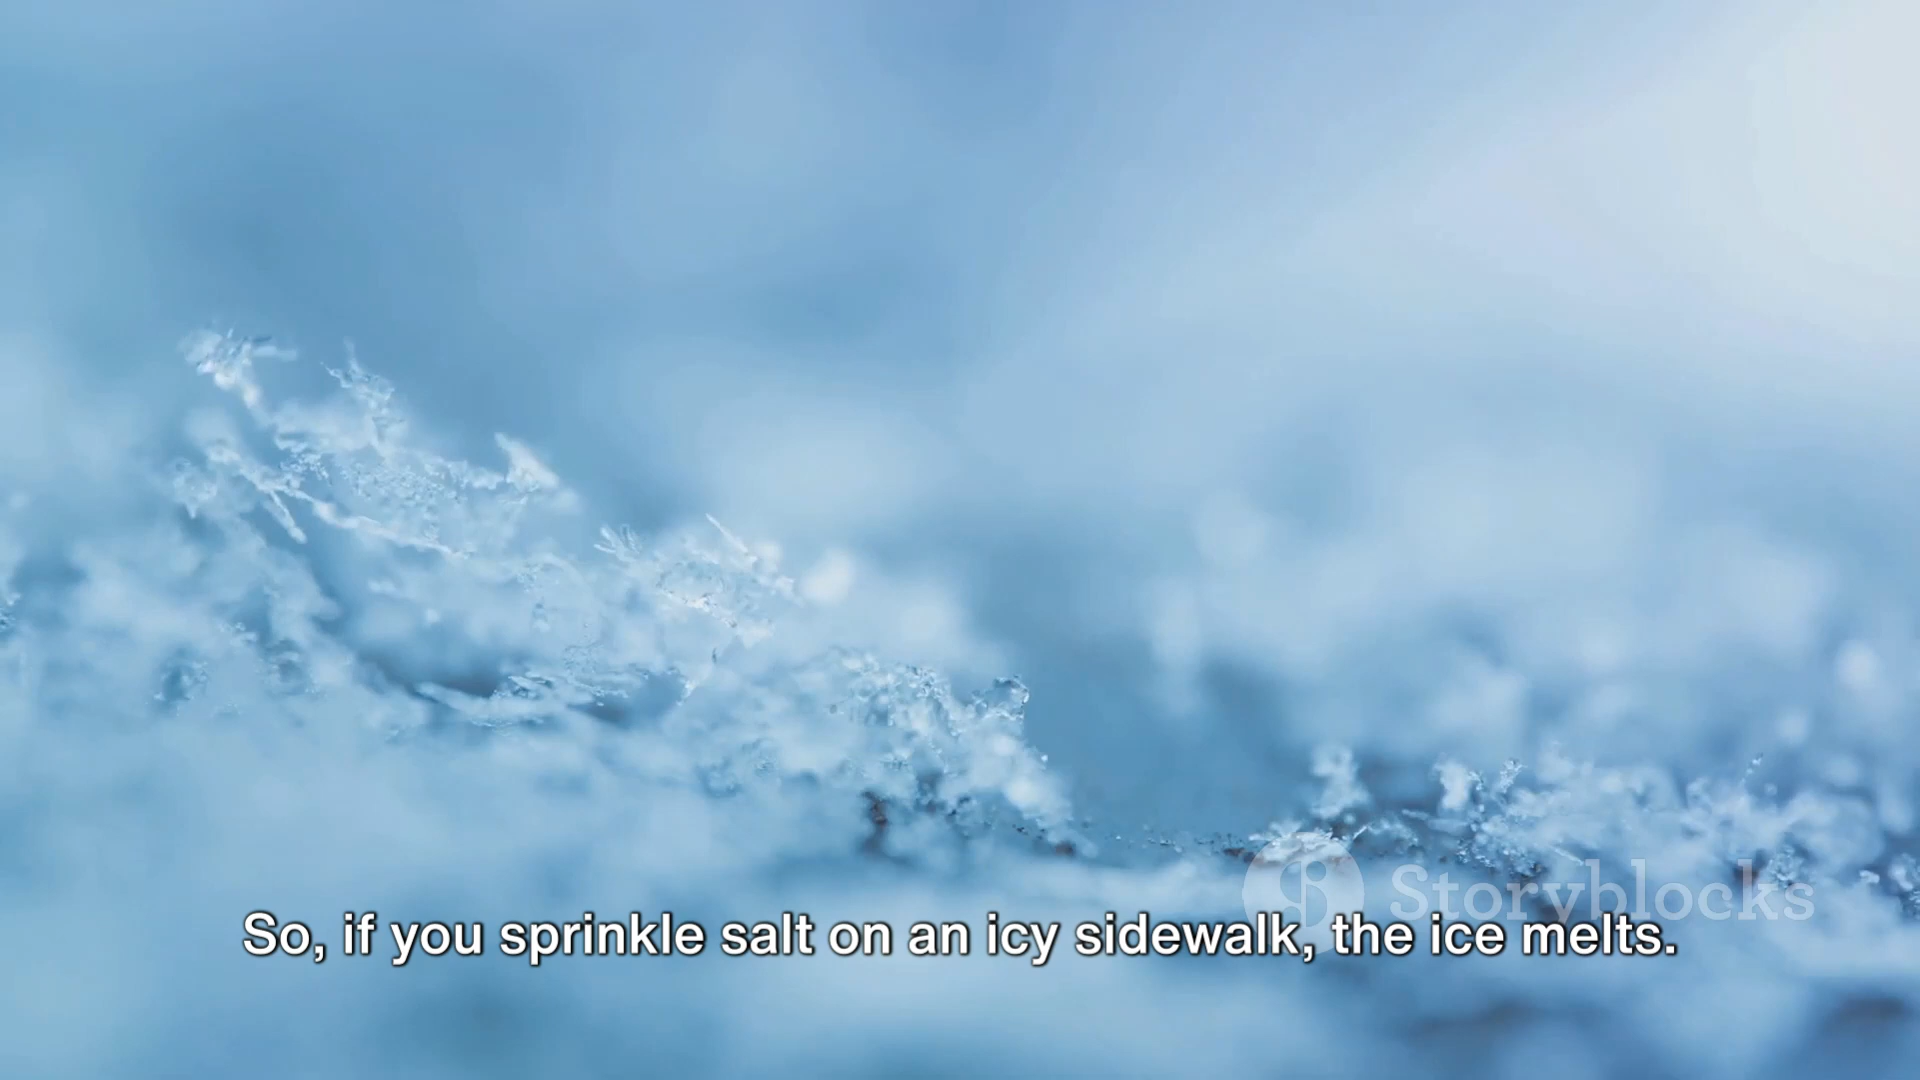 Storyblocks
So, if you sprinkle salt on an icy sidewalk, the ice melts.